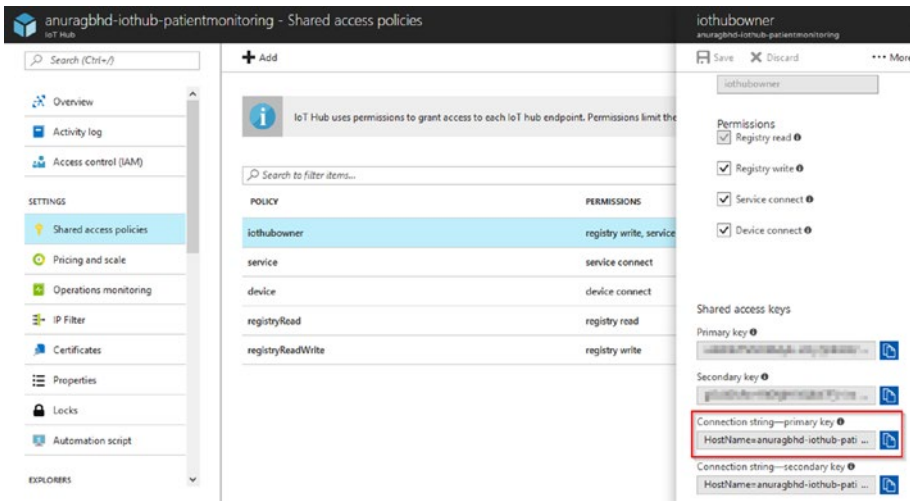 anuragbhd-iothub-patientmonitoring - Shared access policies
IoT Hub
Search (Ctrl+/)
Overview
Activity log
Access control (IAM)
SETTINGS
Shared access policies
Pricing and scale
Operations monitoring
IP Filter
Certificates
Properties
Locks
Automation script
EXPLORERS
Add
IoT Hub uses permissions to grant access to each IoT hub endpoint. Permissions limit the
Search to filter items...
POLICY PERMISSIONS
iothubowner registry write, service
service service connect
device device connect
registryRead registry read
registryReadWrite registry write
iothubowner
anuragbhd-iothub-patientmonitoring
Save Discard ••• More
iothubowner
Permissions
Registry read
Registry write
Service connect
Device connect
Shared access keys
Primary key
Secondary key
Connection string—primary key
HostName=anuragbhd-iothub-pati ...
Connection string—secondary key
HostName=anuragbhd-iothub-pati ...